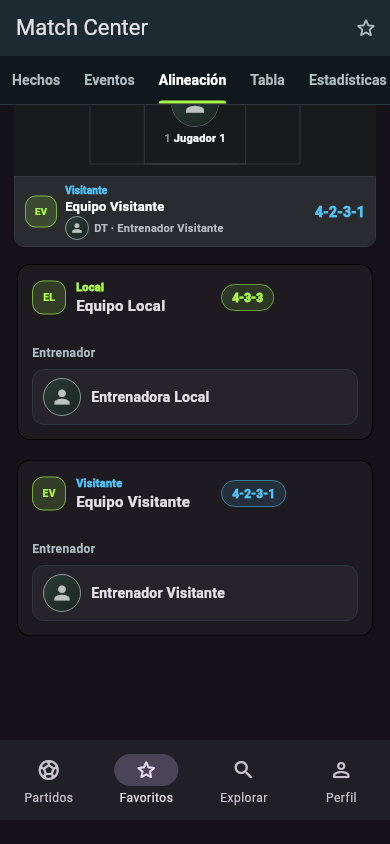 Match Center
Hechos Eventos Alineación Tabla Estadísticas
1 Jugador 1
Visitante
EV Equipo Visitante 4-2-3-1
DT · Entrenador Visitante
Local
EL Equipo Local 4-3-3
Entrenador
Entrenadora Local
Visitante
EV Equipo Visitante 4-2-3-1
Entrenador
Entrenador Visitante
Partidos Favoritos Explorar Perfil